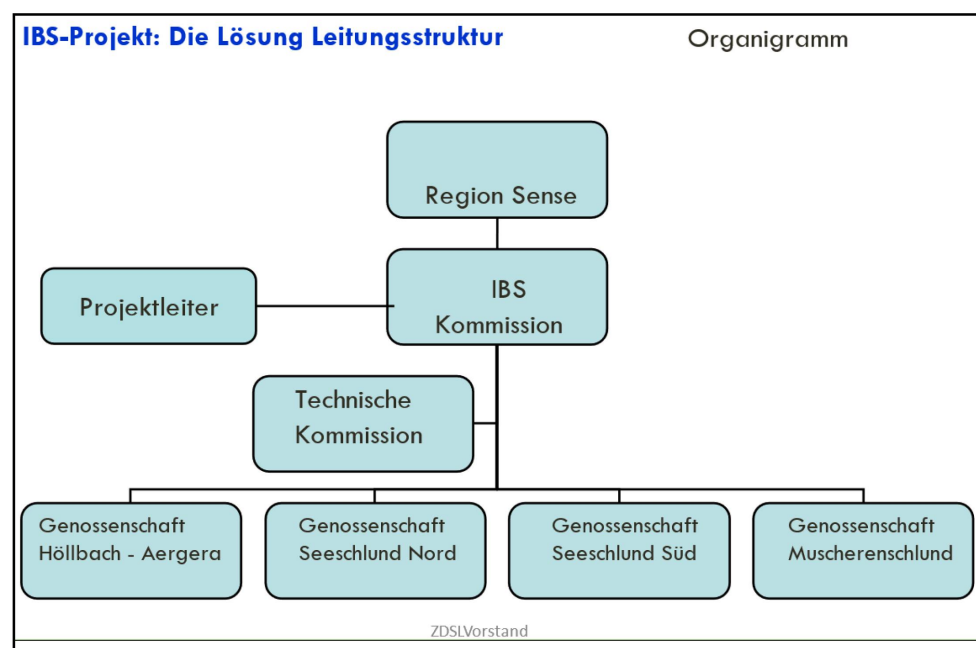 IBS-Projekt: Die Lösung Leitungsstruktur
Organigramm
Region Sense
Projektleiter
IBS
Kommission
Technische
Kommission
Genossenschaft
Höllbach - Aergera
Genossenschaft
Seeschlund Nord
Genossenschaft
Seeschlund Süd
Genossenschaft
Muscherenschlund
ZDSLVorstand